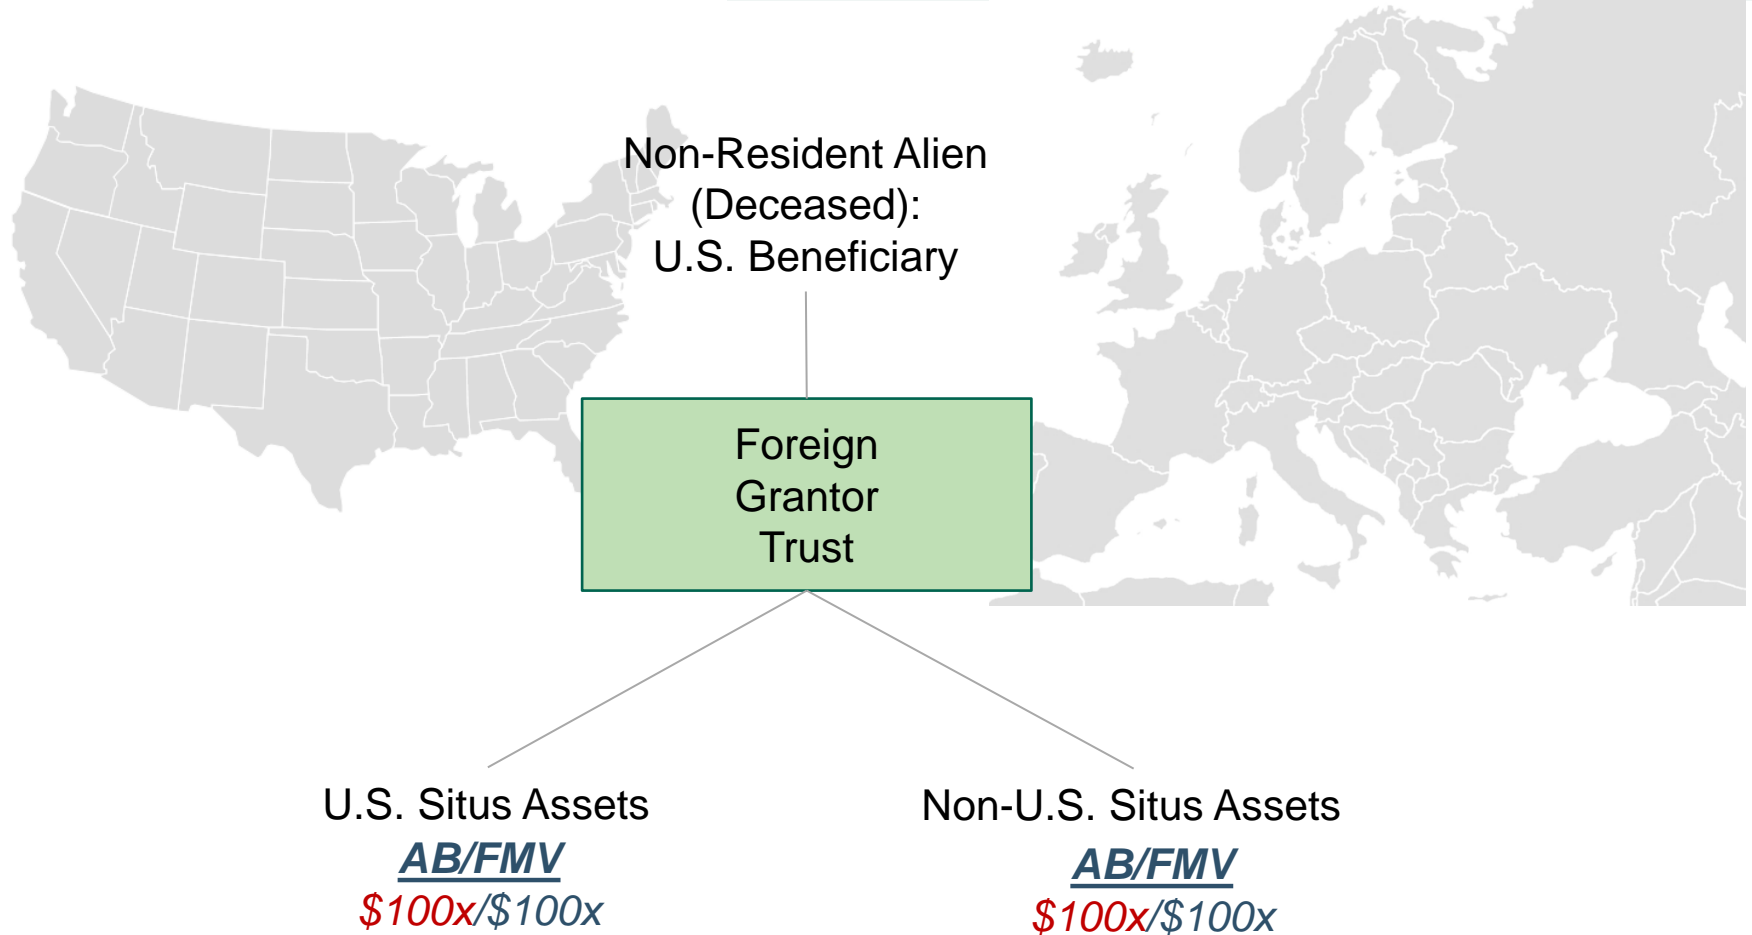 Non-Resident Alien
(Deceased):
U.S. Beneficiary
Foreign
Grantor
Trust
U.S. Situs Assets
AB/FMV
$100x/$100x
Non-U.S. Situs Assets
AB/FMV
$100x/$100x